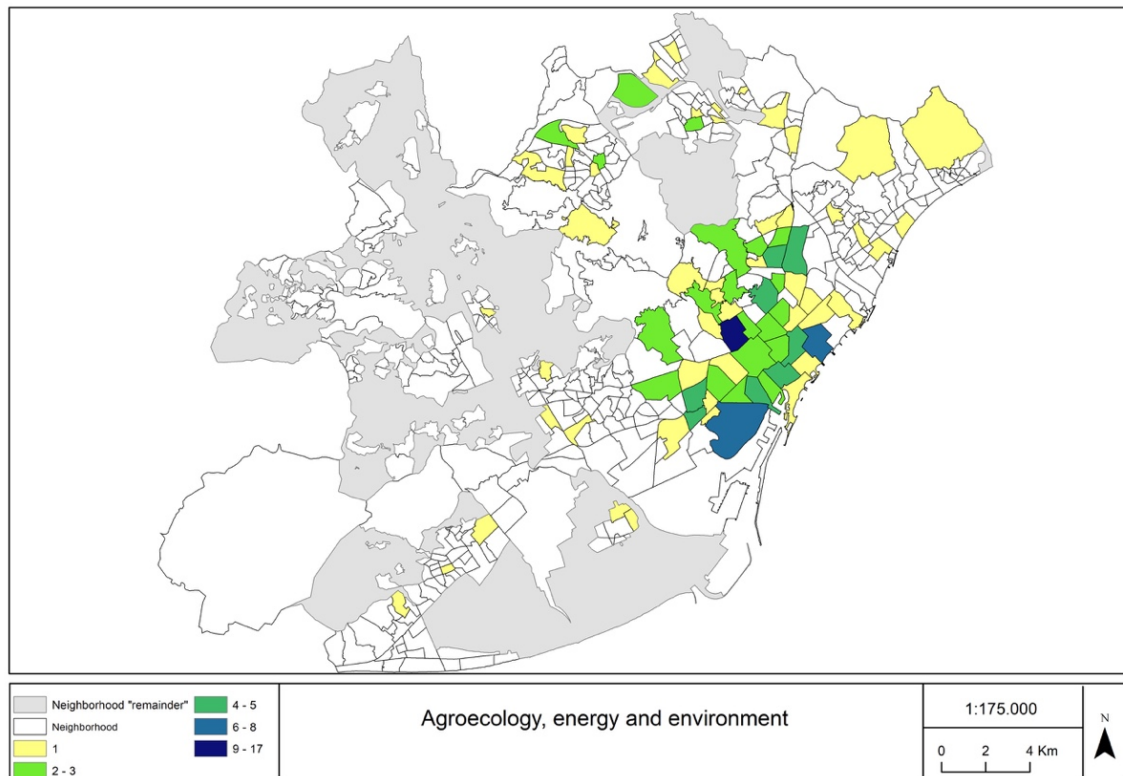 Neighborhood "remainder"
Neighborhood
1
2 - 3
4 - 5
6 - 8
9 - 17
Agroecology, energy and environment
1:175.000
0 2 4 Km
N